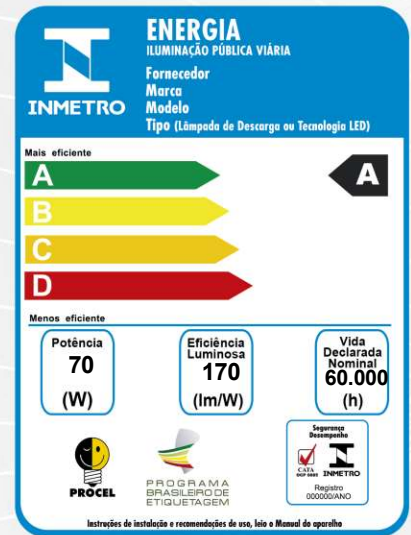 ENERGIA
ILUMINAÇÃO PÚBLICA VIÁRIA
INMETRO
Fornecedor
Marca
Modelo
Tipo (Lâmpada de Descarga ou Tecnologia LED)
Mais eficiente
A
A
B
C
D
Menos eficiente
Potência
70
(W)
Eficiência
Luminosa
170
(lm/W)
Vida
Declarada
Nominal
60.000
(h)
PROCEL
PROGRAMA
BRASILEIRO DE
ETIQUETAGEM
Segurança
Desempenho
INMETRO
Registro
000000/ANO
Instruções de instalação e recomendações de uso, leia o Manual do aparelho